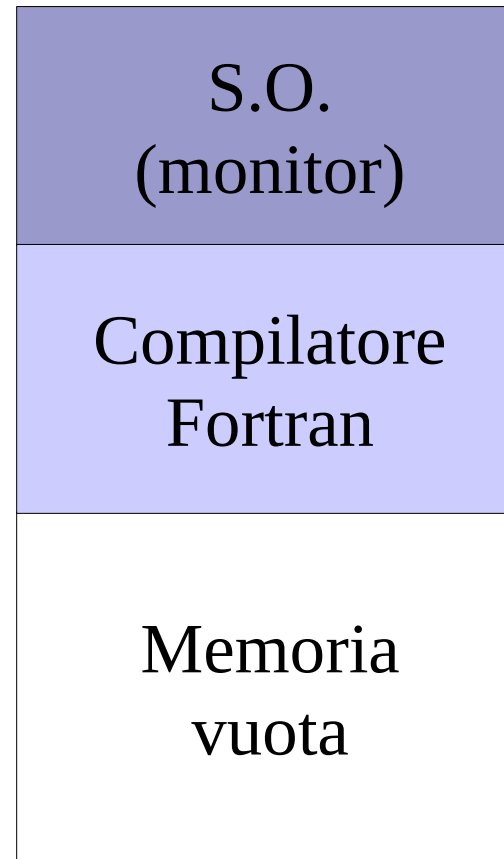 S.O.
(monitor)
Compilatore
Fortran
Memoria
vuota